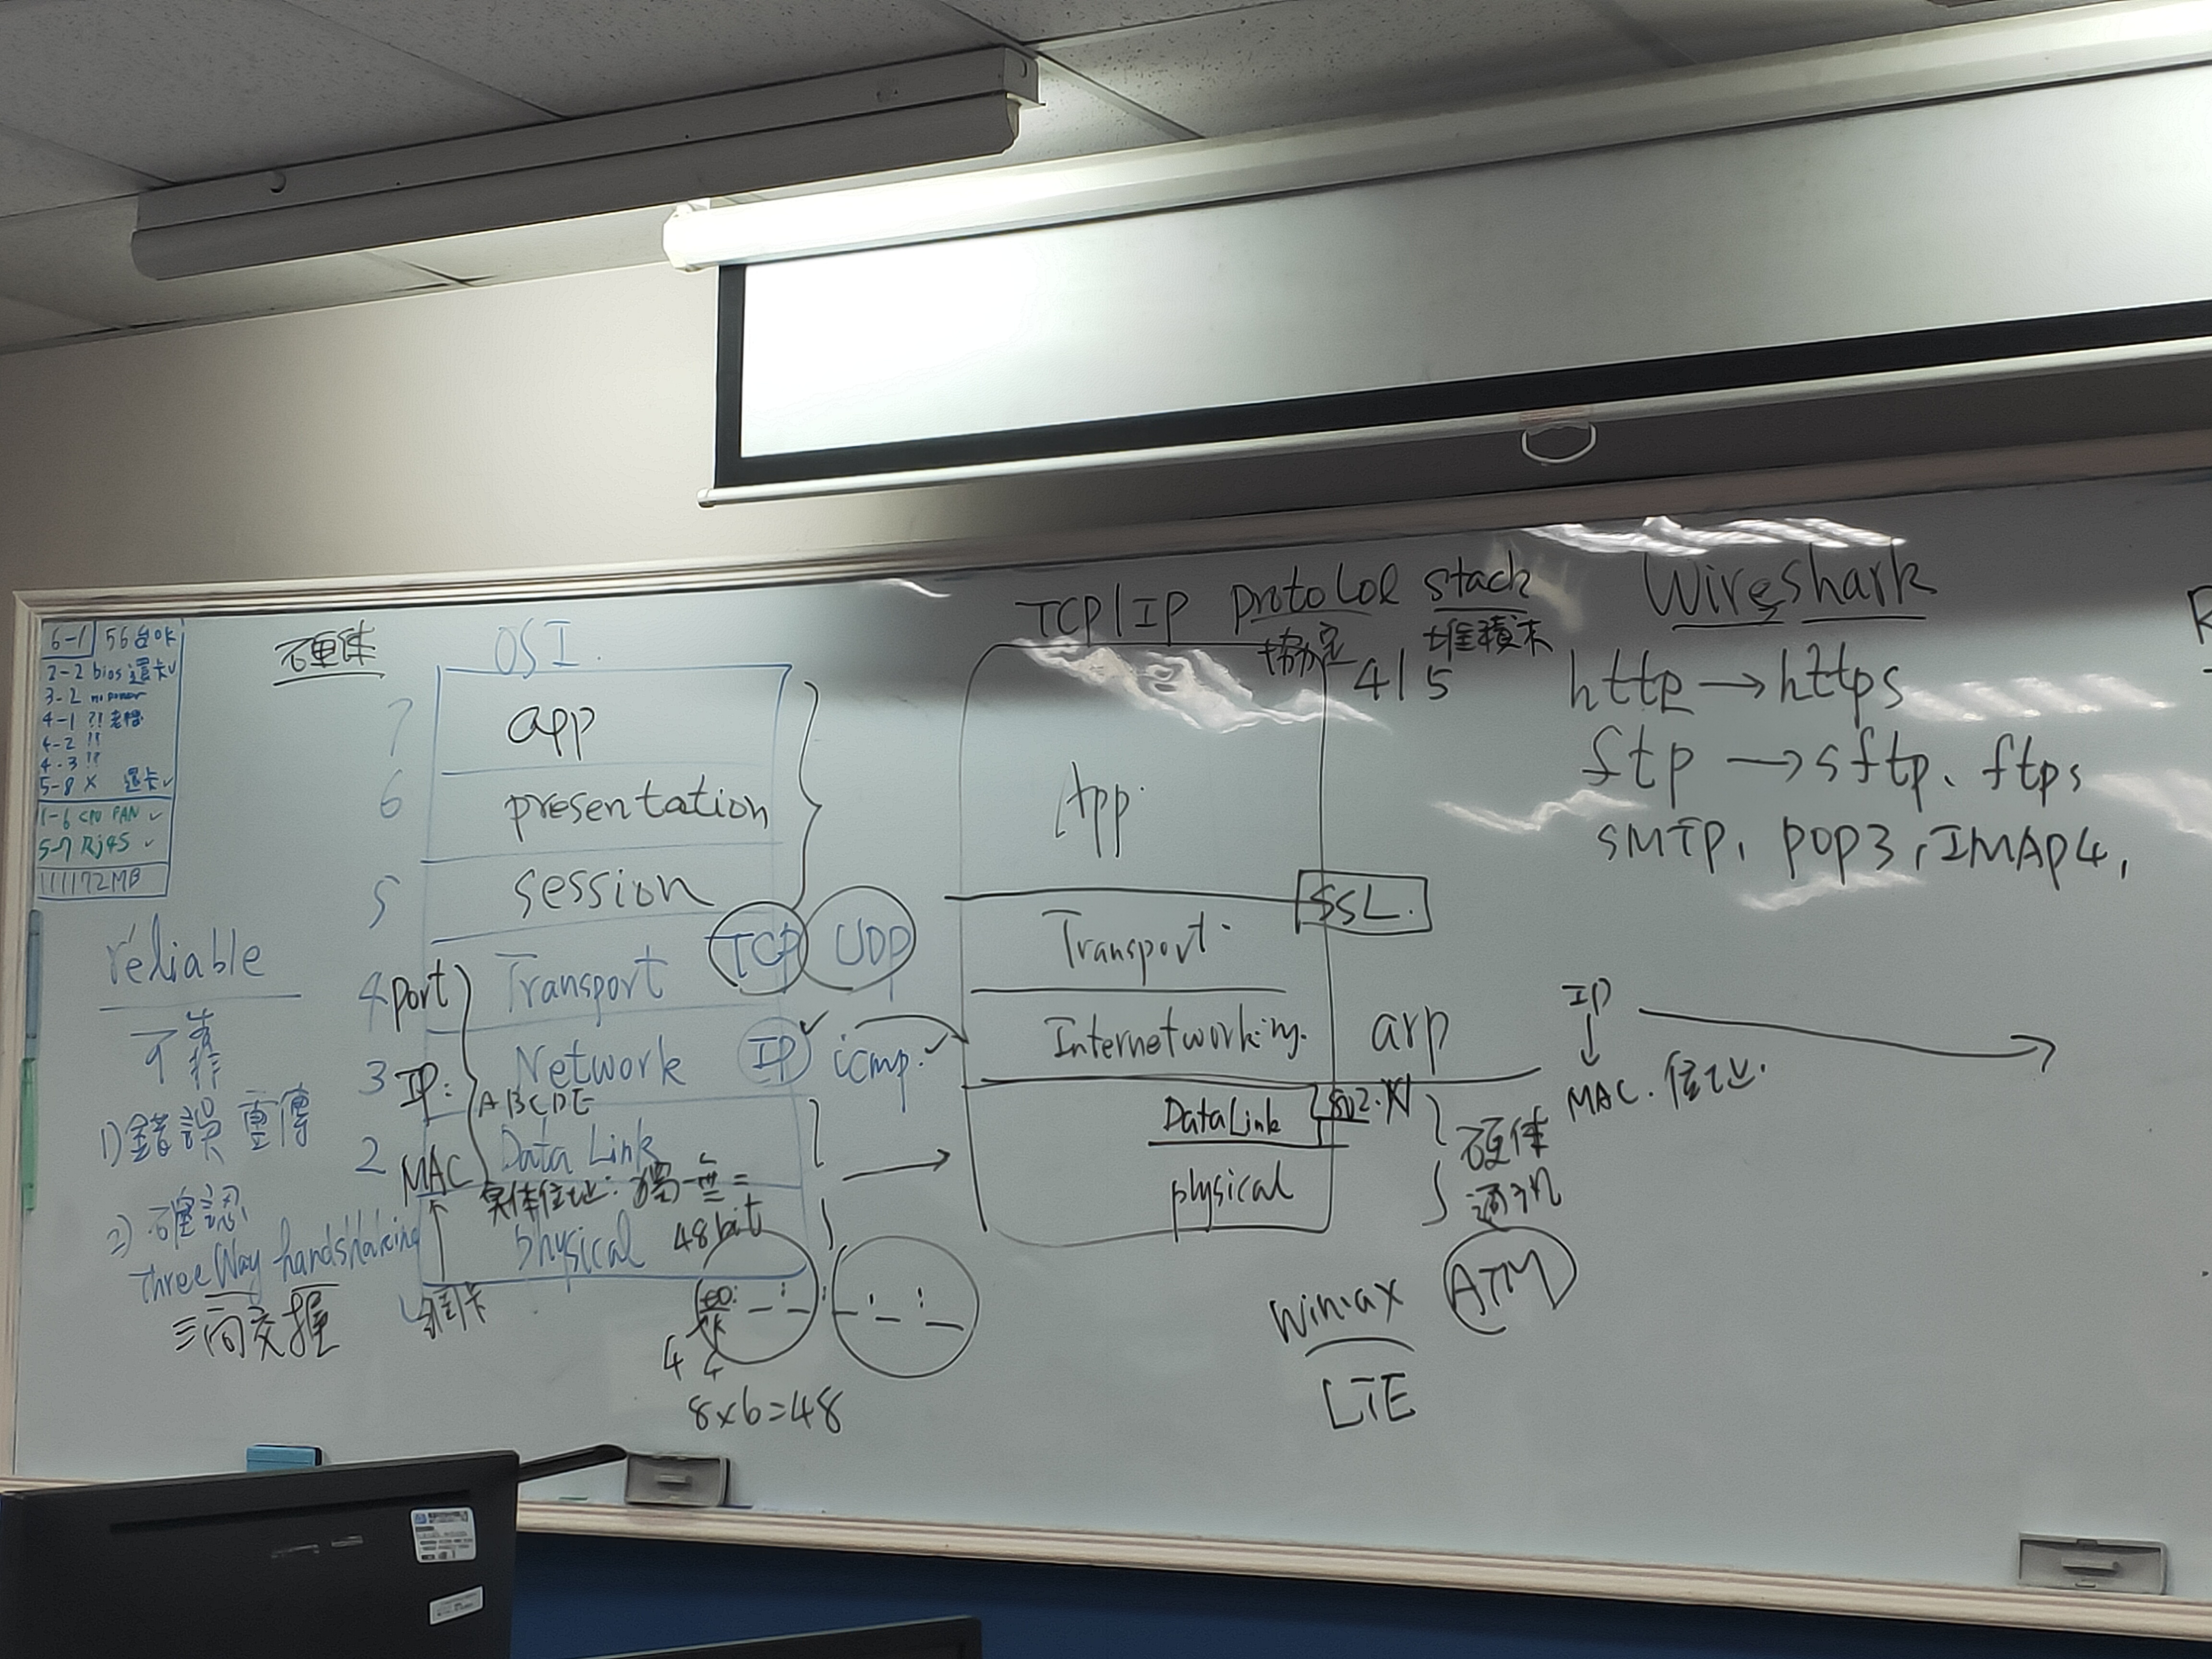 6-1 56台OK
2-2 bios 還卡✓
3-2 no power
4-1 ?! 老檔
4-2 !!
4-3 !!
5-8 X 還卡✓
1-6 CPU FAN ✓
5-7 Rj45 ✓
111172MB
reliable
可靠
1) 錯誤重傳
2) 確認
Three Way handshaking
三向交握
硬体
OSI.
7 app
6 presentation
5 session
4 port Transport TCP UDP
3 IP: Network IP✓ icmp.✓
ABCDE
2 MAC Data Link
実体位址: 獨一無二
48 bit
physical
網卡
4 4
8x6=48
TCP/IP protolol stack
協定 堆積木
4/5
App.
SSL.
Transport.
Internetworking. arp
DataLink 802.X
physical
硬体
通訊
Wimax ATM
LTE
Wireshark
http → https
ftp → sftp、ftps
SMTP, POP3, IMAP4,
IP
↓
MAC. 位址.